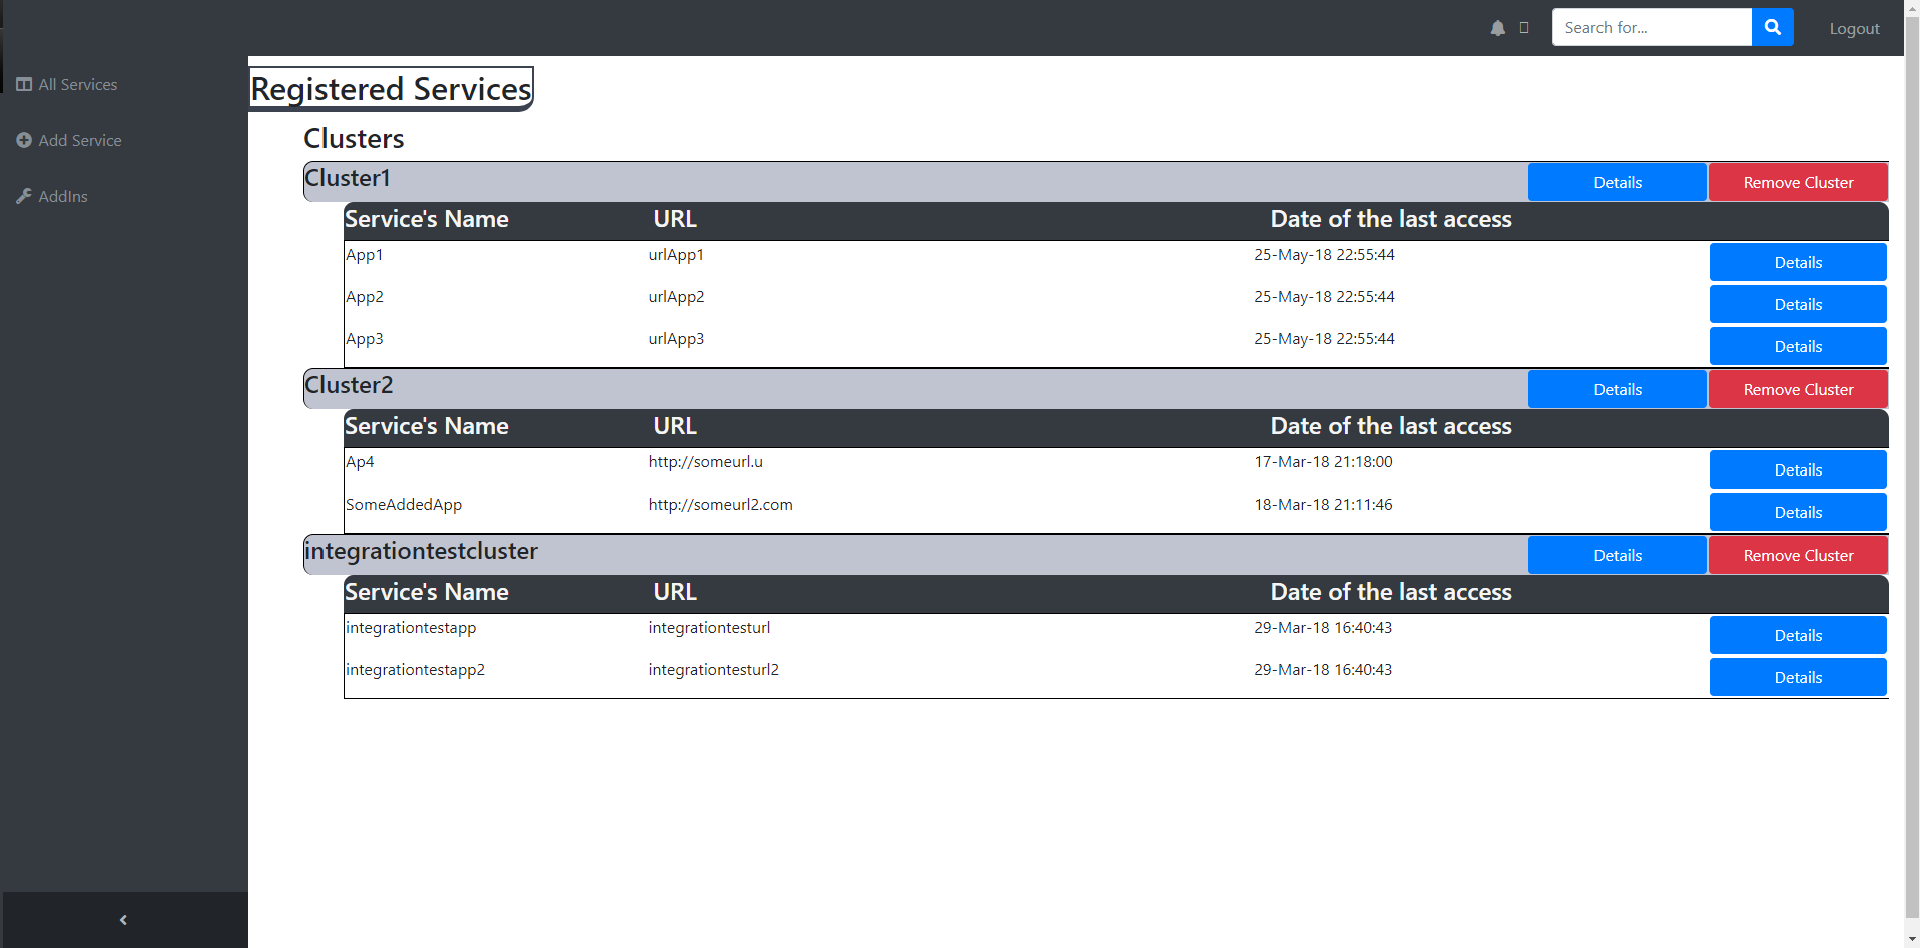 Search for...
Logout
All Services
Add Service
AddIns
Registered Services
Clusters
Cluster1 Details Remove Cluster
Service's Name URL Date of the last access
App1 urlApp1 25-May-18 22:55:44 Details
App2 urlApp2 25-May-18 22:55:44 Details
App3 urlApp3 25-May-18 22:55:44 Details
Cluster2 Details Remove Cluster
Service's Name URL Date of the last access
Ap4 http://someurl.u 17-Mar-18 21:18:00 Details
SomeAddedApp http://someurl2.com 18-Mar-18 21:11:46 Details
integrationtestcluster Details Remove Cluster
Service's Name URL Date of the last access
integrationtestapp integrationtesturl 29-Mar-18 16:40:43 Details
integrationtestapp2 integrationtesturl2 29-Mar-18 16:40:43 Details